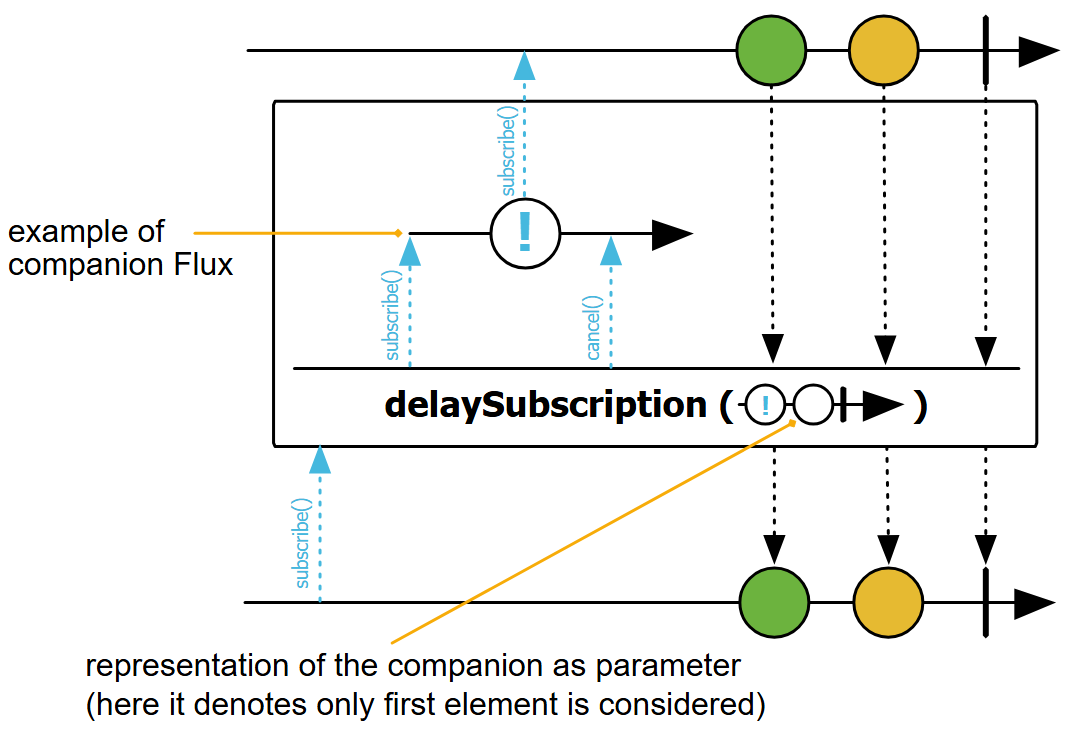 subscribe()
!
example of
companion Flux
subscribe()
cancel()
delaySubscription ( ! )
subscribe()
representation of the companion as parameter
(here it denotes only first element is considered)